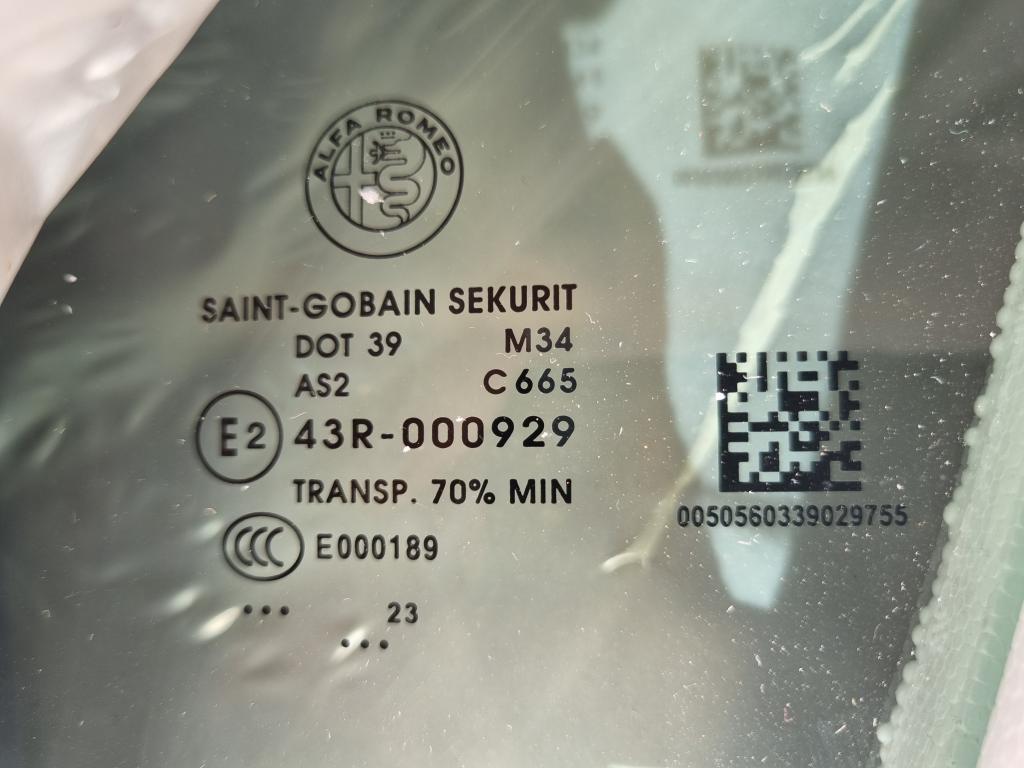 ALFA ROMEO
SAINT-GOBAIN SEKURIT
DOT 39 M34
AS2 C665
E2 43R-000929
TRANSP. 70% MIN
CCC E000189
... 23
...
0050560339029755